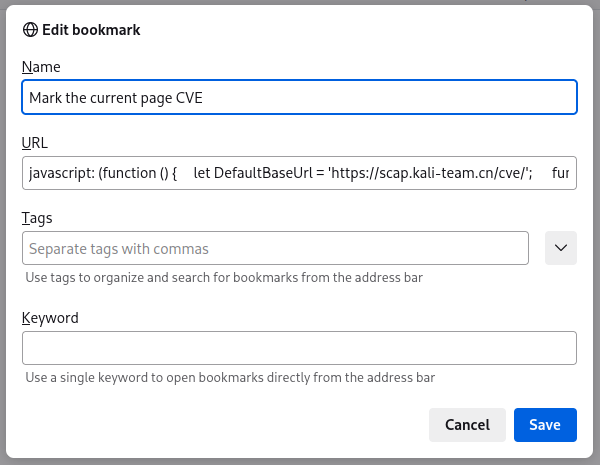 Edit bookmark
Name
Mark the current page CVE
URL
javascript: (function () {    let DefaultBaseUrl = 'https://scap.kali-team.cn/cve/';    fur
Tags
Separate tags with commas
Use tags to organize and search for bookmarks from the address bar
Keyword
Use a single keyword to open bookmarks directly from the address bar
Cancel Save